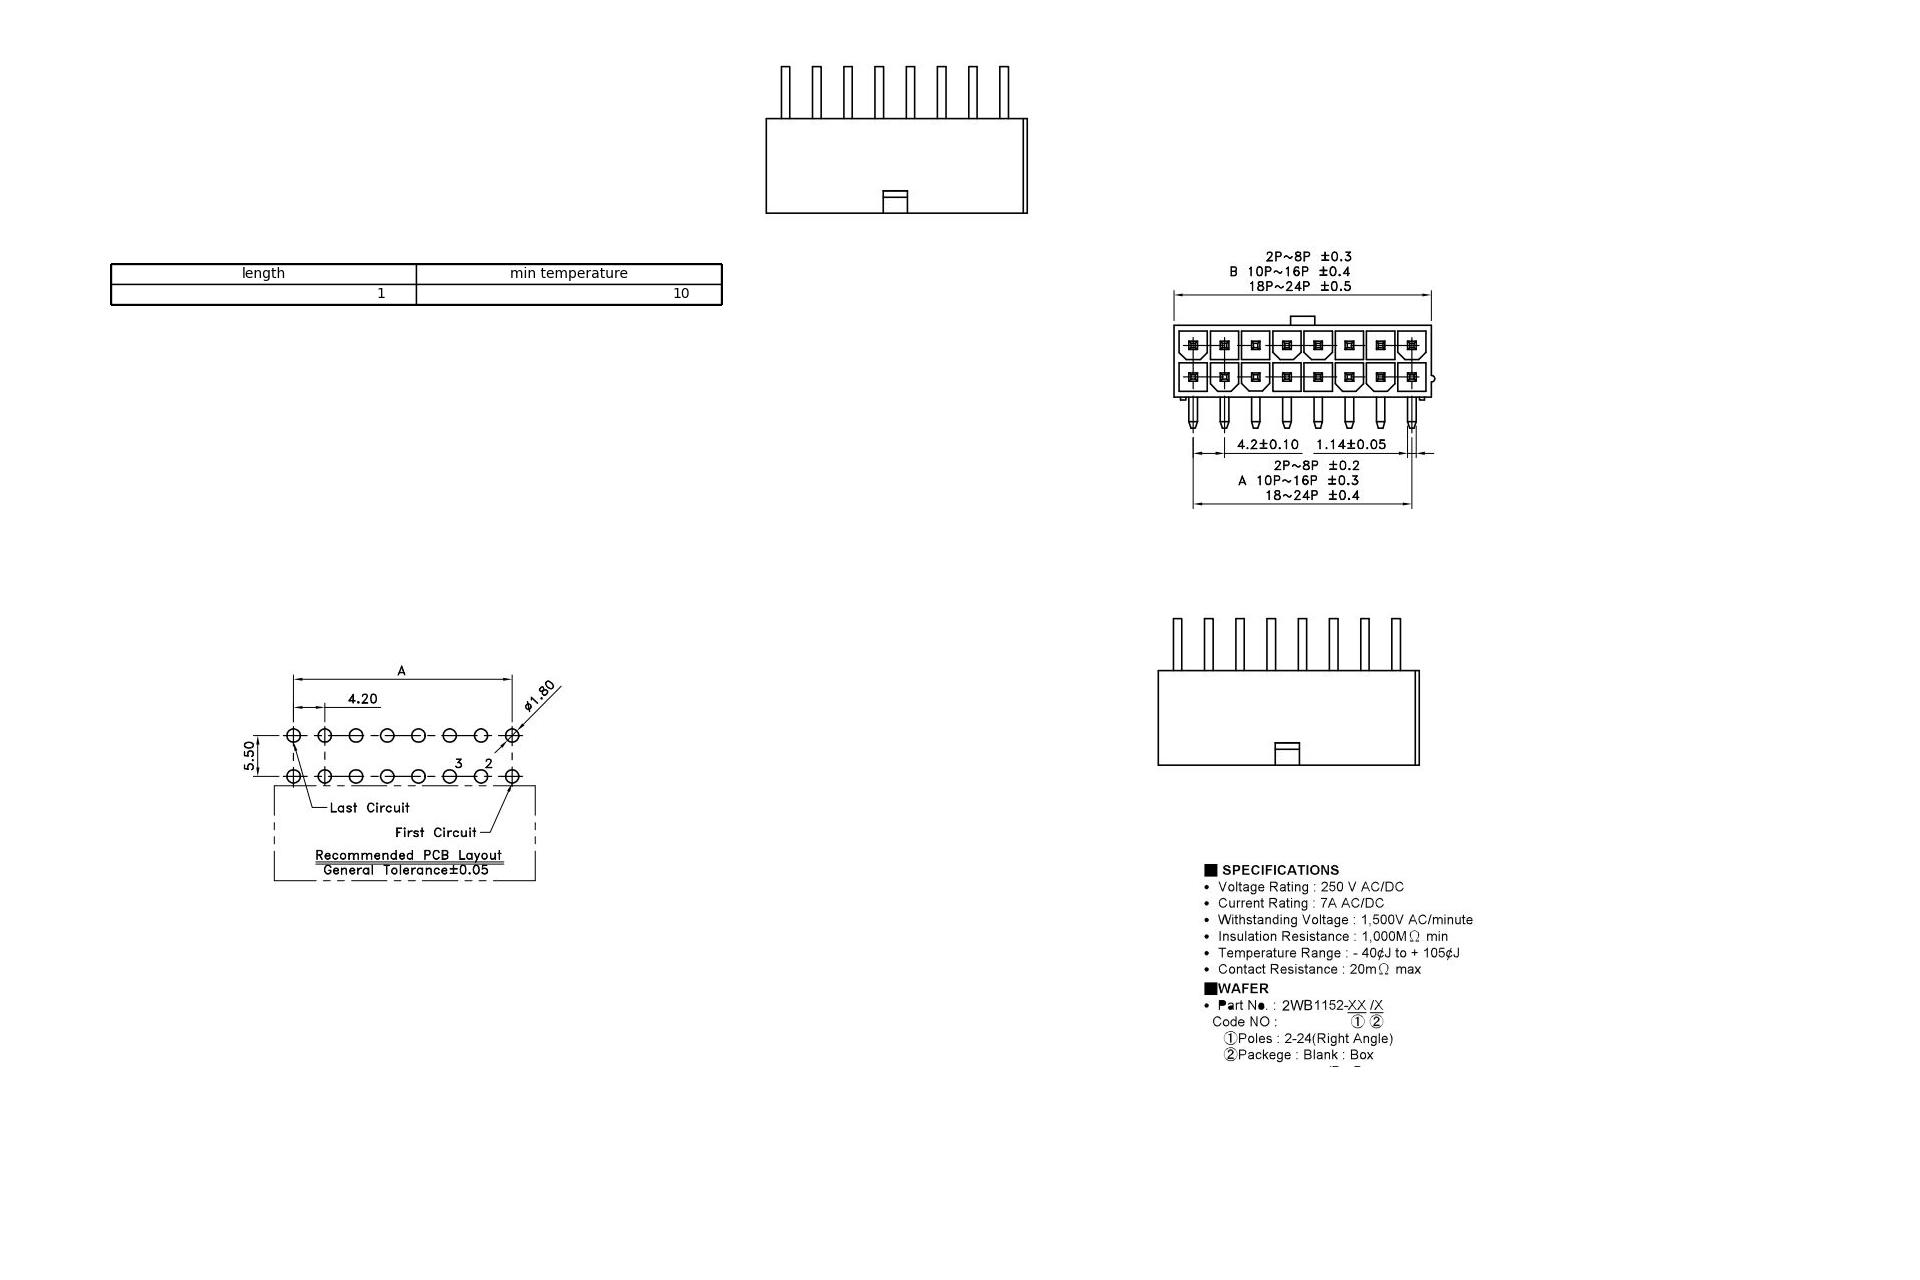 length min temperature
1 10
2P~8P ±0.3
B 10P~16P ±0.4
18P~24P ±0.5
4.2±0.10 1.14±0.05
2P~8P ±0.2
A 10P~16P ±0.3
18~24P ±0.4
A
4.20
ø1.80
5.50
3 2
Last Circuit
First Circuit
Recommended PCB Layout
General Tolerance±0.05
■ SPECIFICATIONS
• Voltage Rating : 250 V AC/DC
• Current Rating : 7A AC/DC
• Withstanding Voltage : 1,500V AC/minute
• Insulation Resistance : 1,000MΩ min
• Temperature Range : - 40¢J to + 105¢J
• Contact Resistance : 20mΩ max
■WAFER
• Part No. : 2WB1152-XX /X
Code NO : ① ②
①Poles : 2-24(Right Angle)
②Packege : Blank : Box